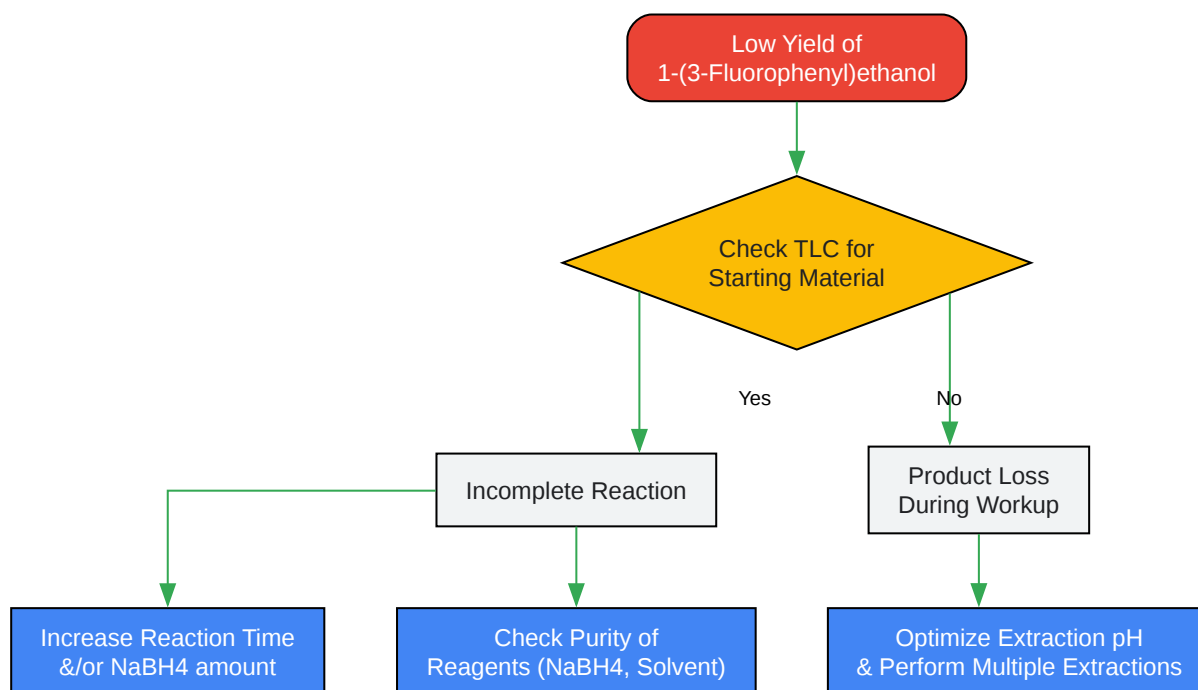 Low Yield of
1-(3-Fluorophenyl)ethanol
Check TLC for
Starting Material
Yes
No
Incomplete Reaction
Product Loss
During Workup
Increase Reaction Time
&/or NaBH4 amount
Check Purity of
Reagents (NaBH4, Solvent)
Optimize Extraction pH
& Perform Multiple Extractions